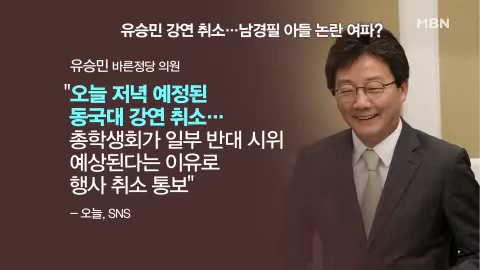 MBN
유승민 강연 취소…남경필 아들 논란 여파?
유승민 바른정당 의원
"오늘 저녁 예정된
동국대 강연 취소…
총학생회가 일부 반대 시위
예상된다는 이유로
행사 취소 통보"
– 오늘, SNS